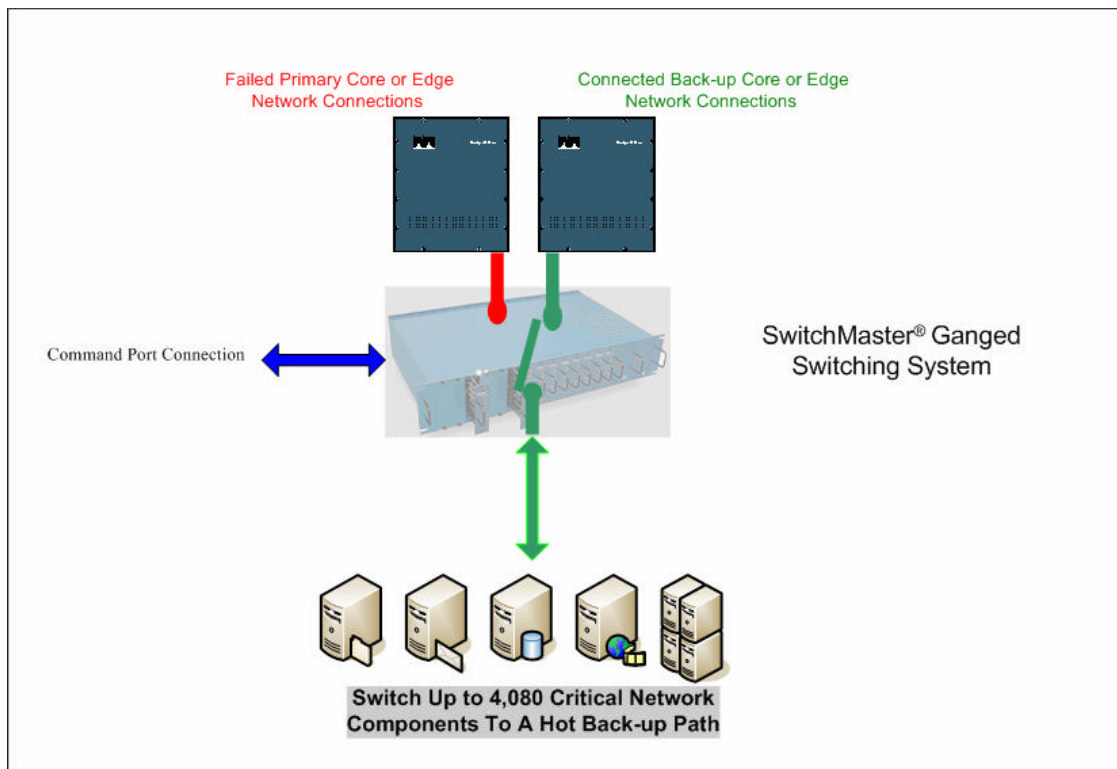 Failed Primary Core or Edge
Network Connections
Connected Back-up Core or Edge
Network Connections
Command Port Connection
SwitchMaster® Ganged
Switching System
Switch Up to 4,080 Critical Network
Components To A Hot Back-up Path